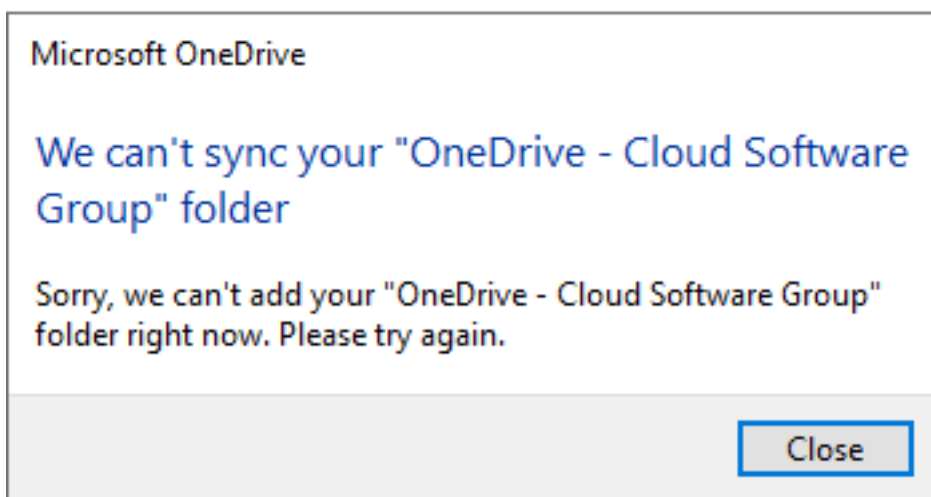 Microsoft OneDrive
We can't sync your "OneDrive - Cloud Software
Group" folder
Sorry, we can't add your "OneDrive - Cloud Software Group"
folder right now. Please try again.
Close